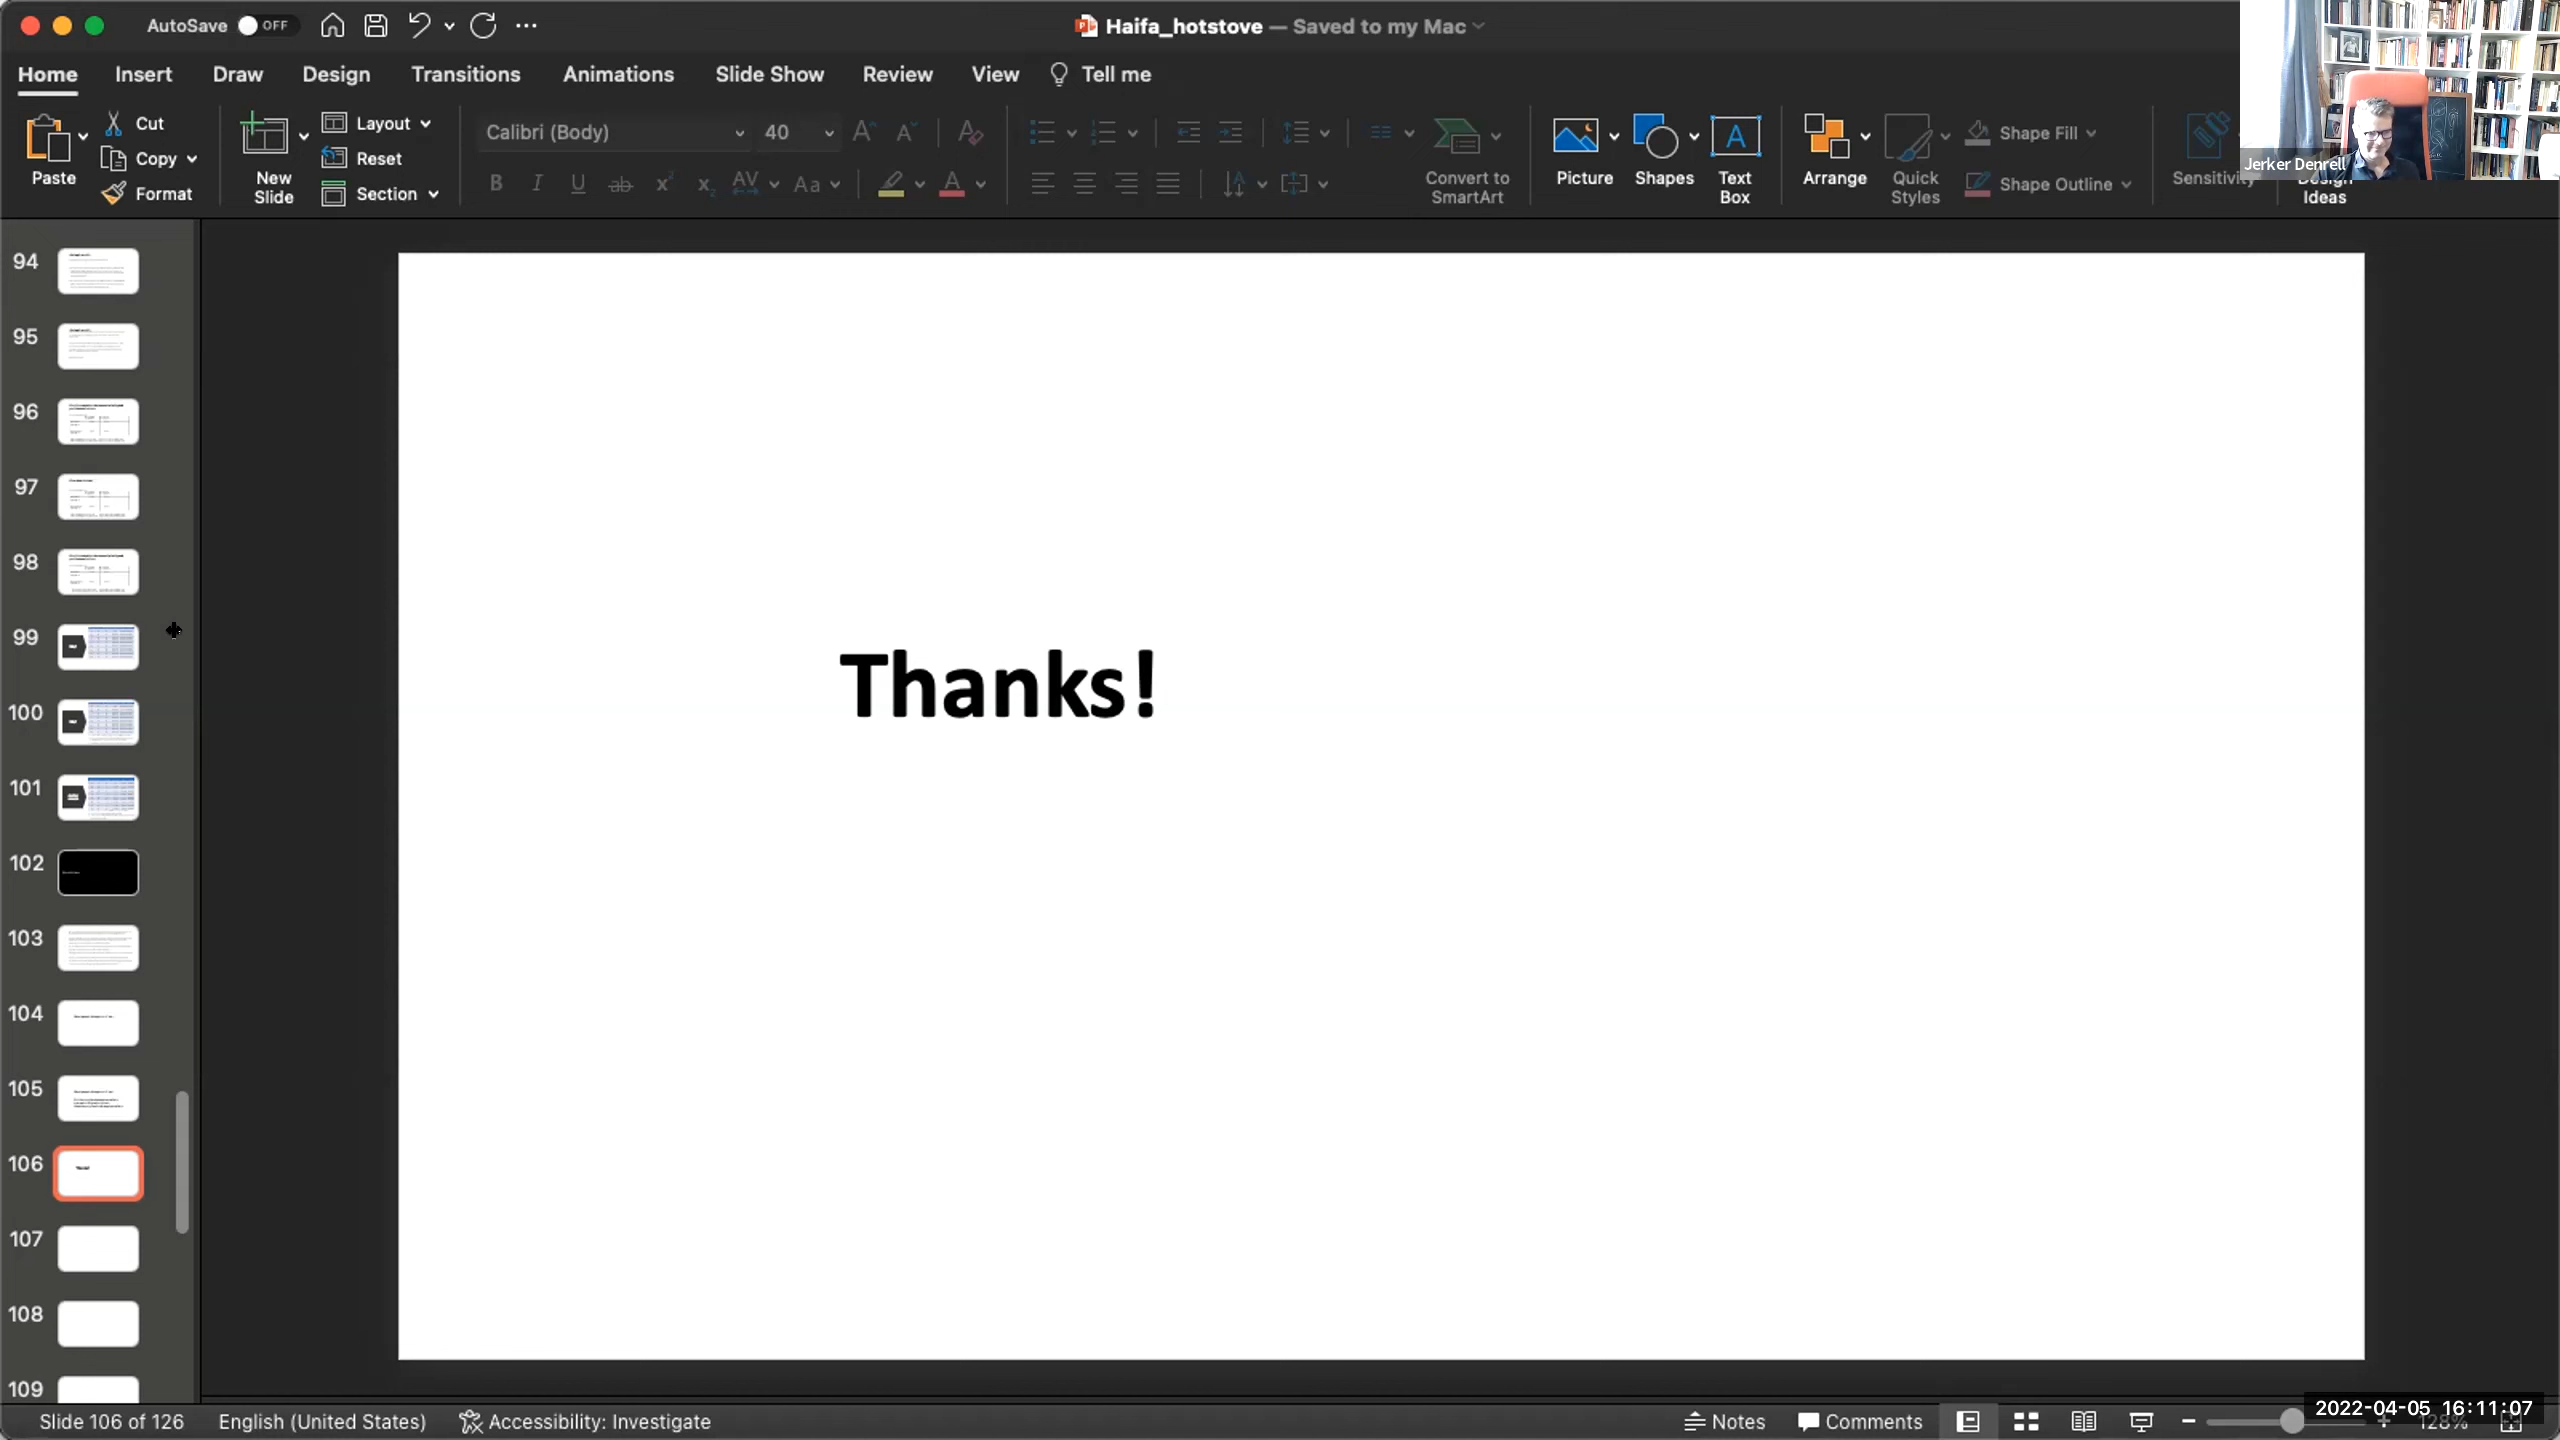 AutoSave OFF
Haifa_hotstove — Saved to my Mac
Home Insert Draw Design Transitions Animations Slide Show Review View Tell me
Paste
Cut
Copy
Format
New Slide
Layout
Reset
Section
Calibri (Body) 40
Convert to SmartArt
Picture
Shapes
Text Box
Arrange
Quick Styles
Shape Fill
Shape Outline
Sensitivity
Design Ideas
Jerker Denrell
94
95
96
97
98
99
100
101
102
103
104
105
106
107
108
109
Thanks!
Slide 106 of 126 English (United States) Accessibility: Investigate
Notes Comments
128%
2022-04-05 16:11:07